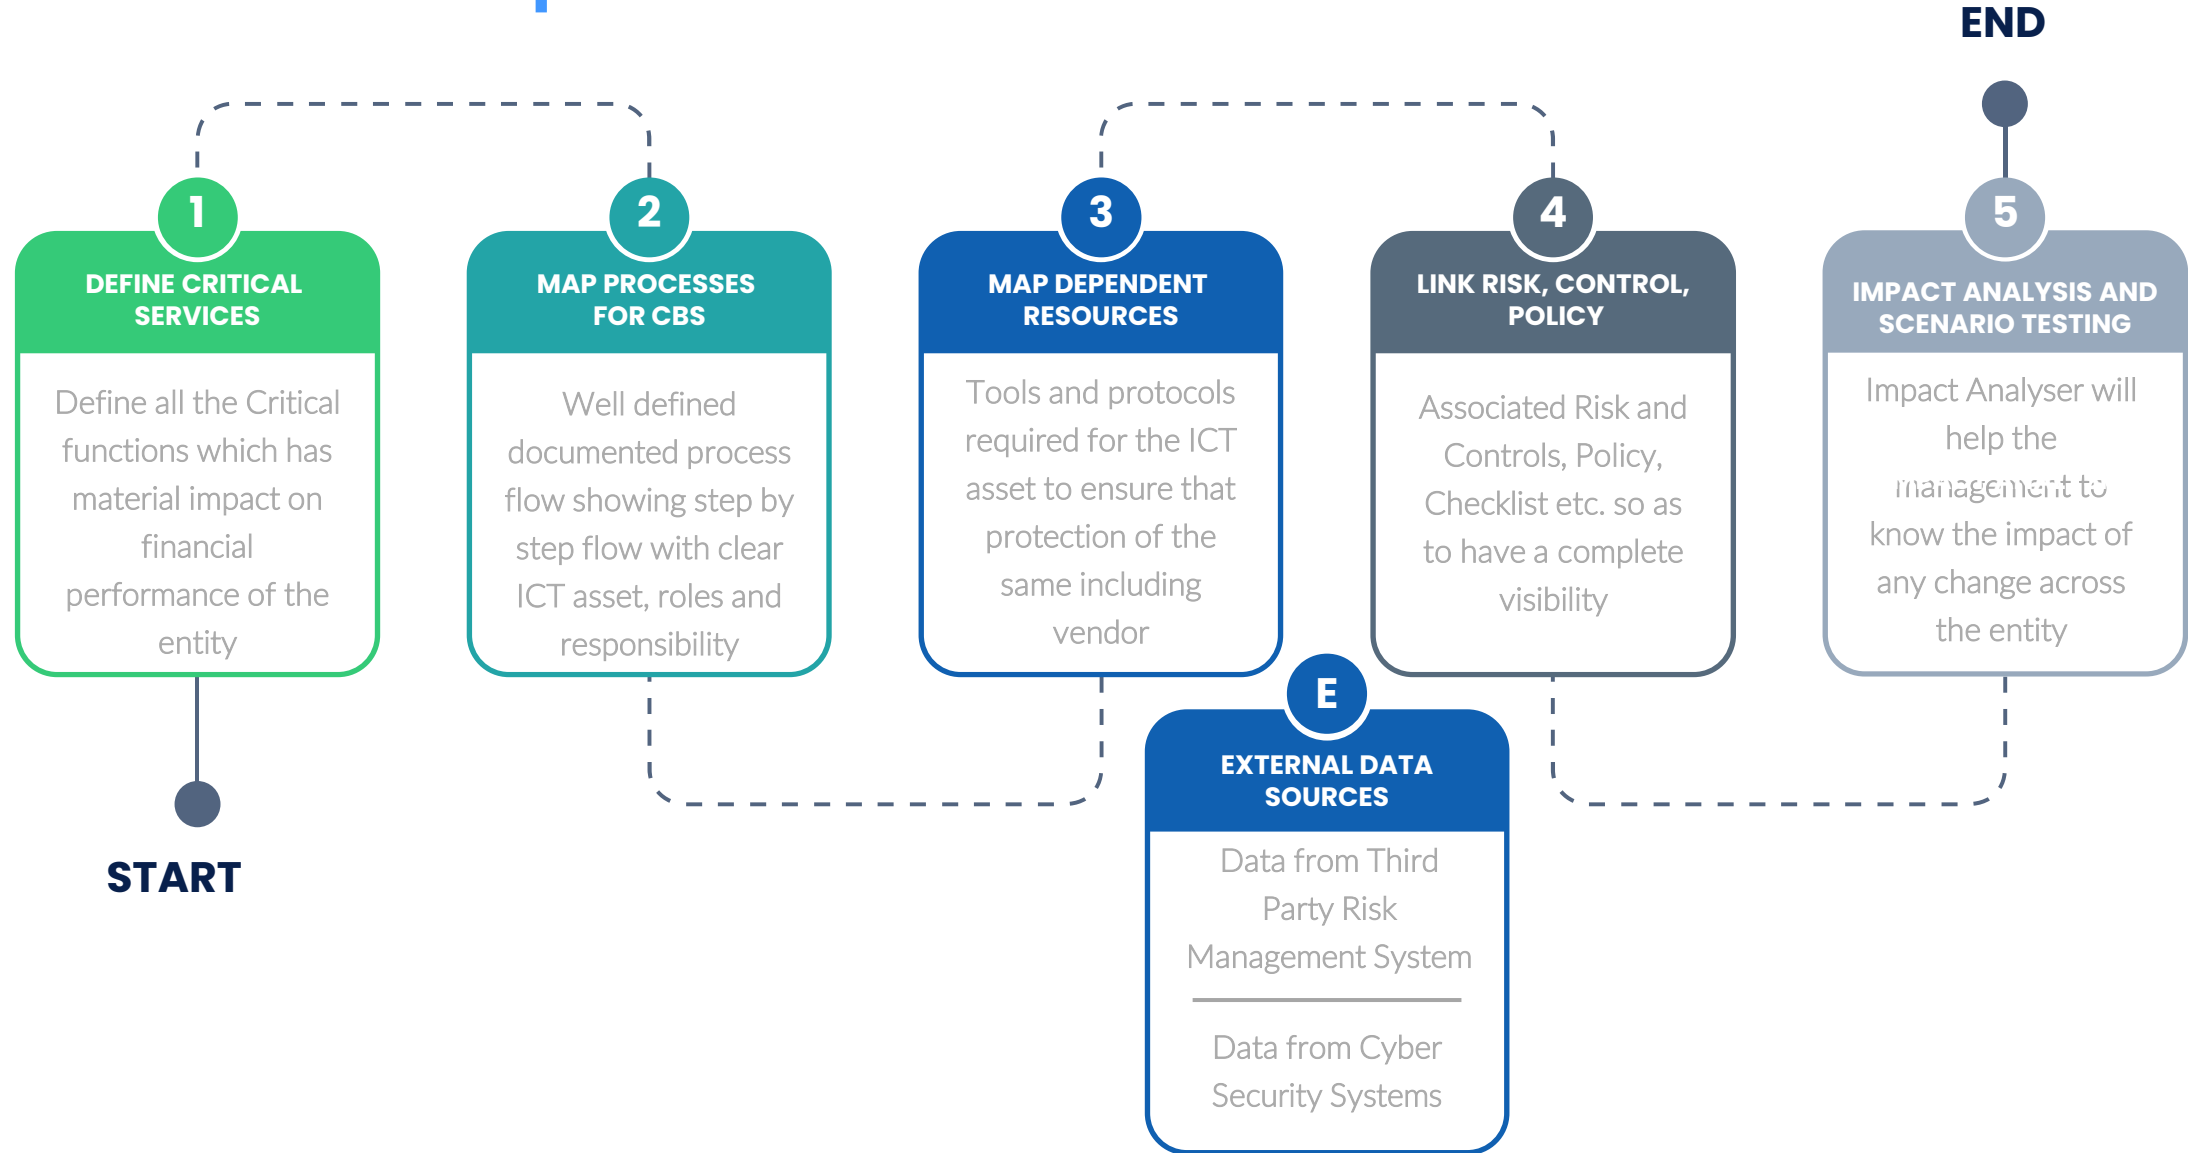 END
1
DEFINE CRITICAL
SERVICES
Define all the Critical
functions which has
material impact on
financial
performance of the
entity
START
2
MAP PROCESSES
FOR CBS
Well defined
documented process
flow showing step by
step flow with clear
ICT asset, roles and
responsibility
3
MAP DEPENDENT
RESOURCES
Tools and protocols
required for the ICT
asset to ensure that
protection of the
same including
vendor
4
LINK RISK, CONTROL,
POLICY
Associated Risk and
Controls, Policy,
Checklist etc. so as
to have a complete
visibility
5
IMPACT ANALYSIS AND
SCENARIO TESTING
Impact Analyser will
help the
management to
know the impact of
any change across
the entity
E
EXTERNAL DATA
SOURCES
Data from Third
Party Risk
Management System
Data from Cyber
Security Systems